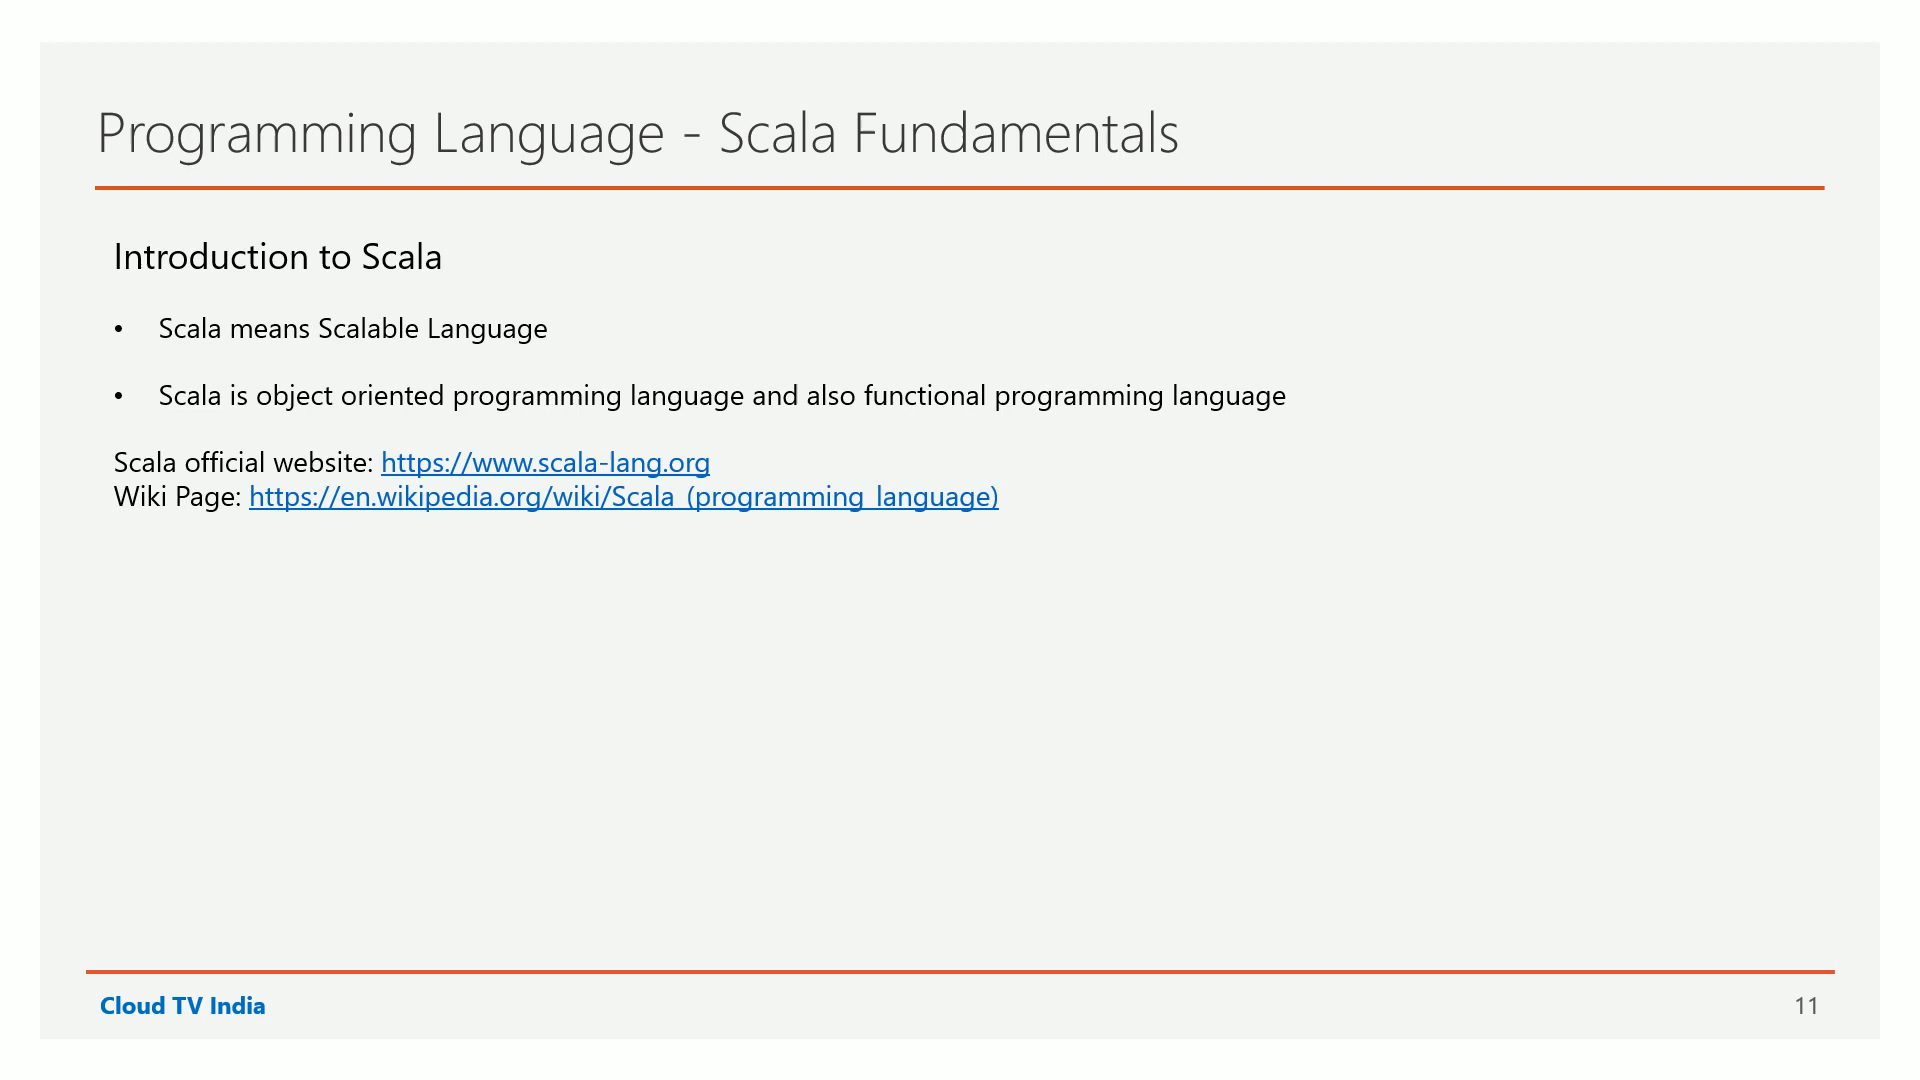 Programming Language - Scala Fundamentals
Introduction to Scala
• Scala means Scalable Language
• Scala is object oriented programming language and also functional programming language
Scala official website: https://www.scala-lang.org
Wiki Page: https://en.wikipedia.org/wiki/Scala_(programming_language)
Cloud TV India
11